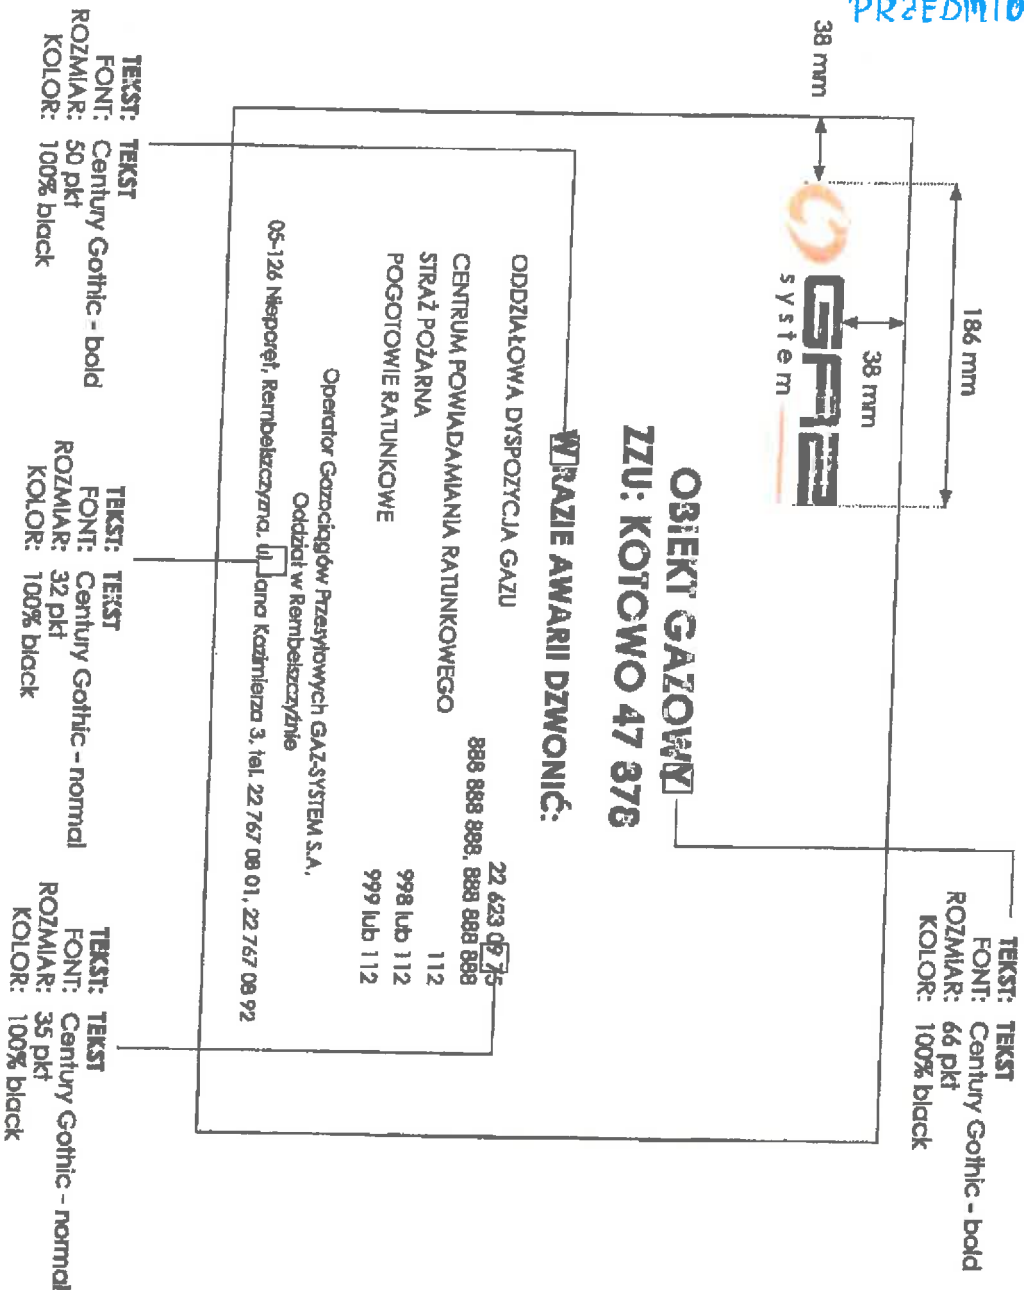 PRZEDMIO
38 mm
186 mm
38 mm
GAZ
system
TEKST: TEKST
FONT: Century Gothic - bold
ROZMIAR: 66 pkt
KOLOR: 100% black
OBIEKT GAZOWY
ZZU: KOTOWO 47 878
W RAZIE AWARII DZWONIĆ:
ODDZIAŁOWA DYSPOZYCJA GAZU 22 623 09 75
888 888 888, 888 888 888
CENTRUM POWIADAMIANIA RATUNKOWEGO 112
STRAŻ POŻARNA 998 lub 112
POGOTOWIE RATUNKOWE 999 lub 112
Operator Gazociągów Przesyłowych GAZ-SYSTEM S.A.
Oddział w Rembelszczyźnie
05-126 Nieporęt, Rembelszczyzna, ul. Jana Kazimierza 3, tel. 22 767 08 01, 22 767 08 92
TEKST: TEKST
FONT: Century Gothic - bold
ROZMIAR: 50 pkt
KOLOR: 100% black
TEKST: TEKST
FONT: Century Gothic - normal
ROZMIAR: 32 pkt
KOLOR: 100% black
TEKST: TEKST
FONT: Century Gothic - normal
ROZMIAR: 35 pkt
KOLOR: 100% black